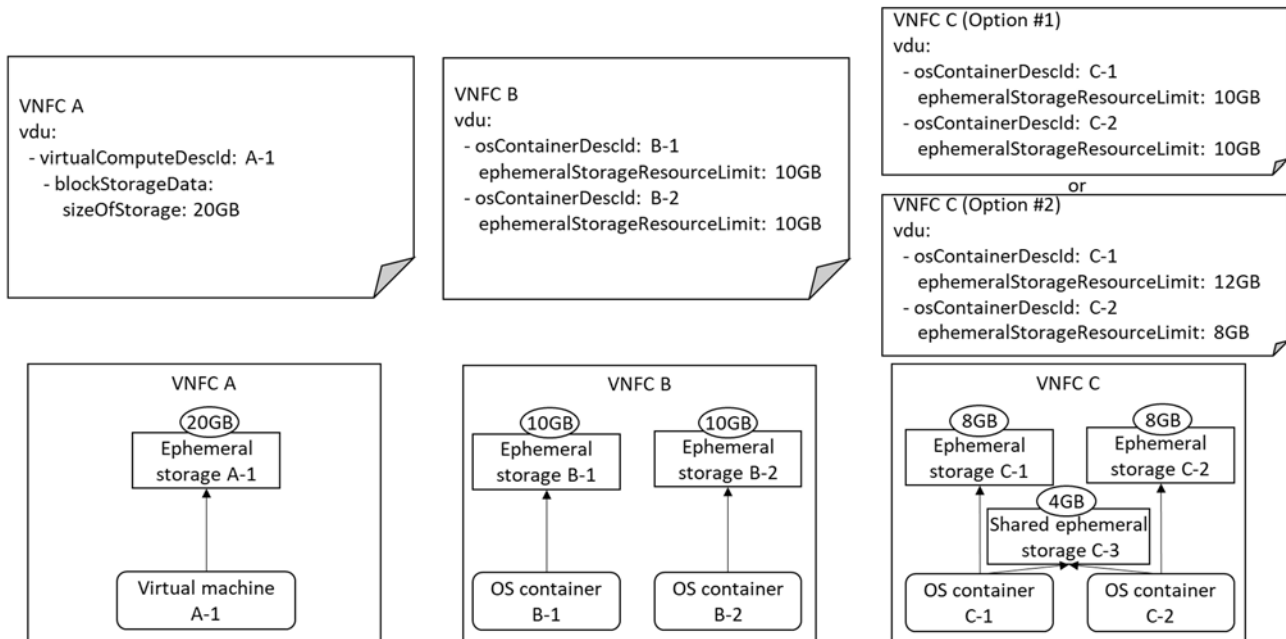 VNFC A
vdu:
- virtualComputeDescId: A-1
- blockStorageData:
sizeOfStorage: 20GB
VNFC B
vdu:
- osContainerDescId: B-1
ephemeralStorageResourceLimit: 10GB
- osContainerDescId: B-2
ephemeralStorageResourceLimit: 10GB
VNFC C (Option #1)
vdu:
- osContainerDescId: C-1
ephemeralStorageResourceLimit: 10GB
- osContainerDescId: C-2
ephemeralStorageResourceLimit: 10GB
or
VNFC C (Option #2)
vdu:
- osContainerDescId: C-1
ephemeralStorageResourceLimit: 12GB
- osContainerDescId: C-2
ephemeralStorageResourceLimit: 8GB
VNFC A
20GB
Ephemeral
storage A-1
Virtual machine
A-1
VNFC B
10GB
Ephemeral
storage B-1
10GB
Ephemeral
storage B-2
OS container
B-1
OS container
B-2
VNFC C
8GB
Ephemeral
storage C-1
8GB
Ephemeral
storage C-2
4GB
Shared ephemeral
storage C-3
OS container
C-1
OS container
C-2